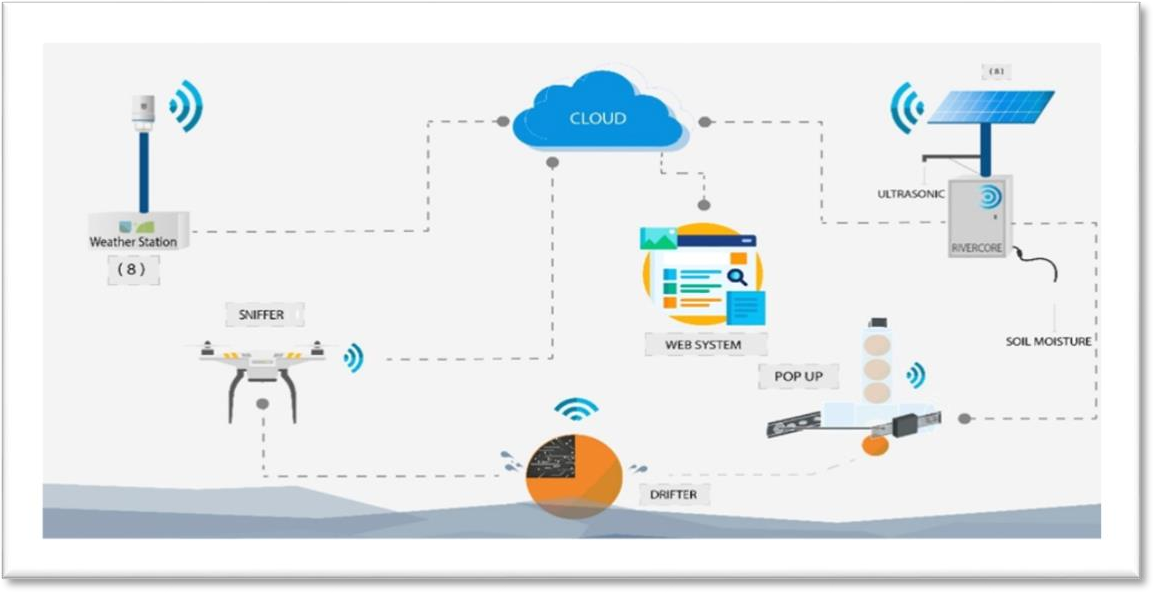 CLOUD
(8)
ULTRASONIC
Weather Station
(8)
RIVERCORE
SNIFFER
WEB SYSTEM
SOIL MOISTURE
POP UP
DRIFTER